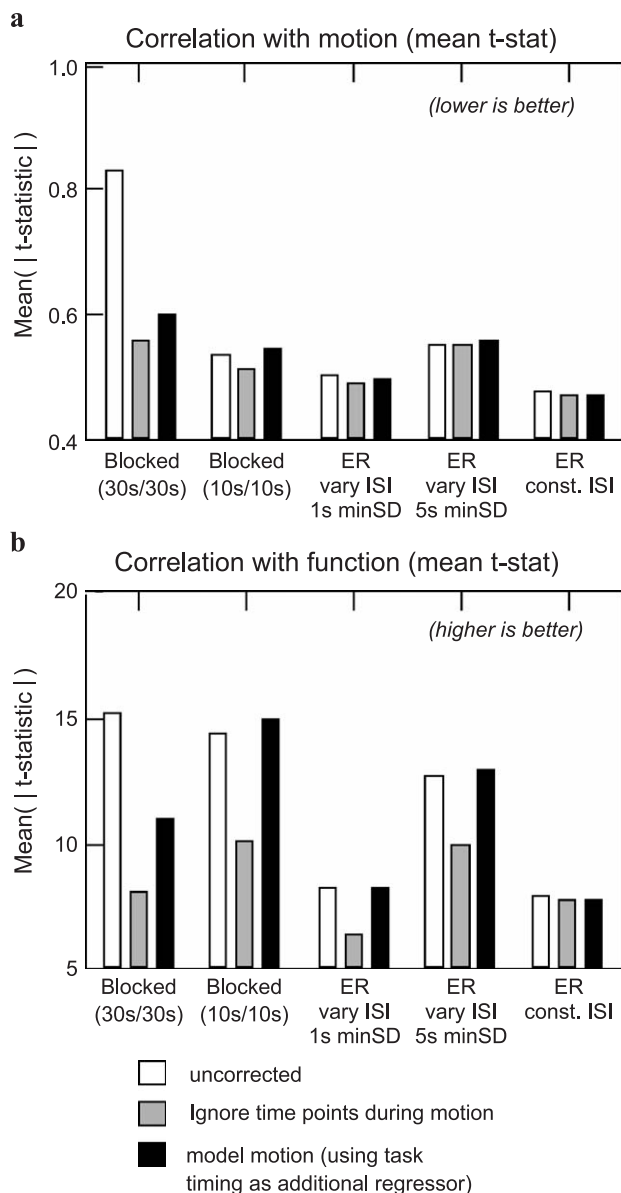 a
Correlation with motion (mean t-stat)
(lower is better)
Mean( | t-statistic | )
1.0
0.8
0.6
0.4
Blocked
(30s/30s)
Blocked
(10s/10s)
ER
vary ISI
1s minSD
ER
vary ISI
5s minSD
ER
const. ISI
b
Correlation with function (mean t-stat)
(higher is better)
Mean( | t-statistic | )
20
15
10
5
Blocked
(30s/30s)
Blocked
(10s/10s)
ER
vary ISI
1s minSD
ER
vary ISI
5s minSD
ER
const. ISI
uncorrected
Ignore time points during motion
model motion (using task
timing as additional regressor)